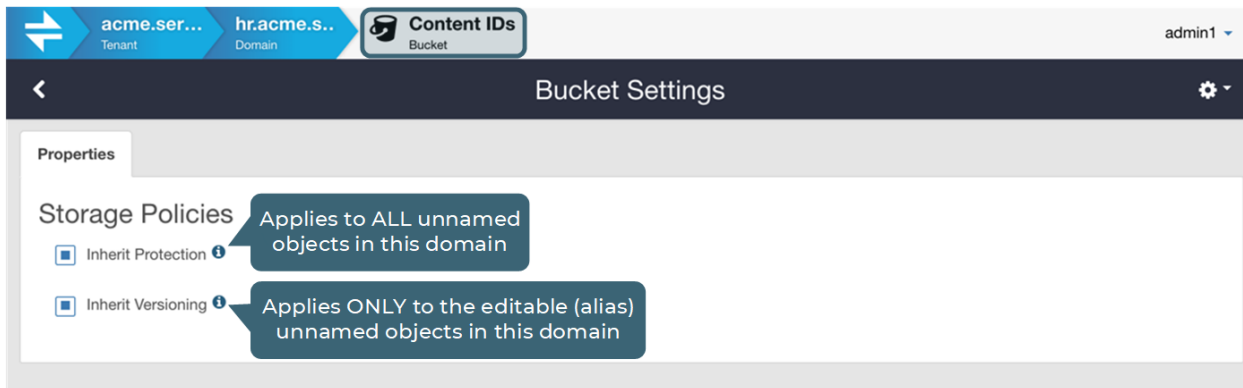 acme.ser...
Tenant
hr.acme.s..
Domain
Content IDs
Bucket
admin1
Bucket Settings
Properties
Storage Policies
Inherit Protection
Applies to ALL unnamed
objects in this domain
Inherit Versioning
Applies ONLY to the editable (alias)
unnamed objects in this domain